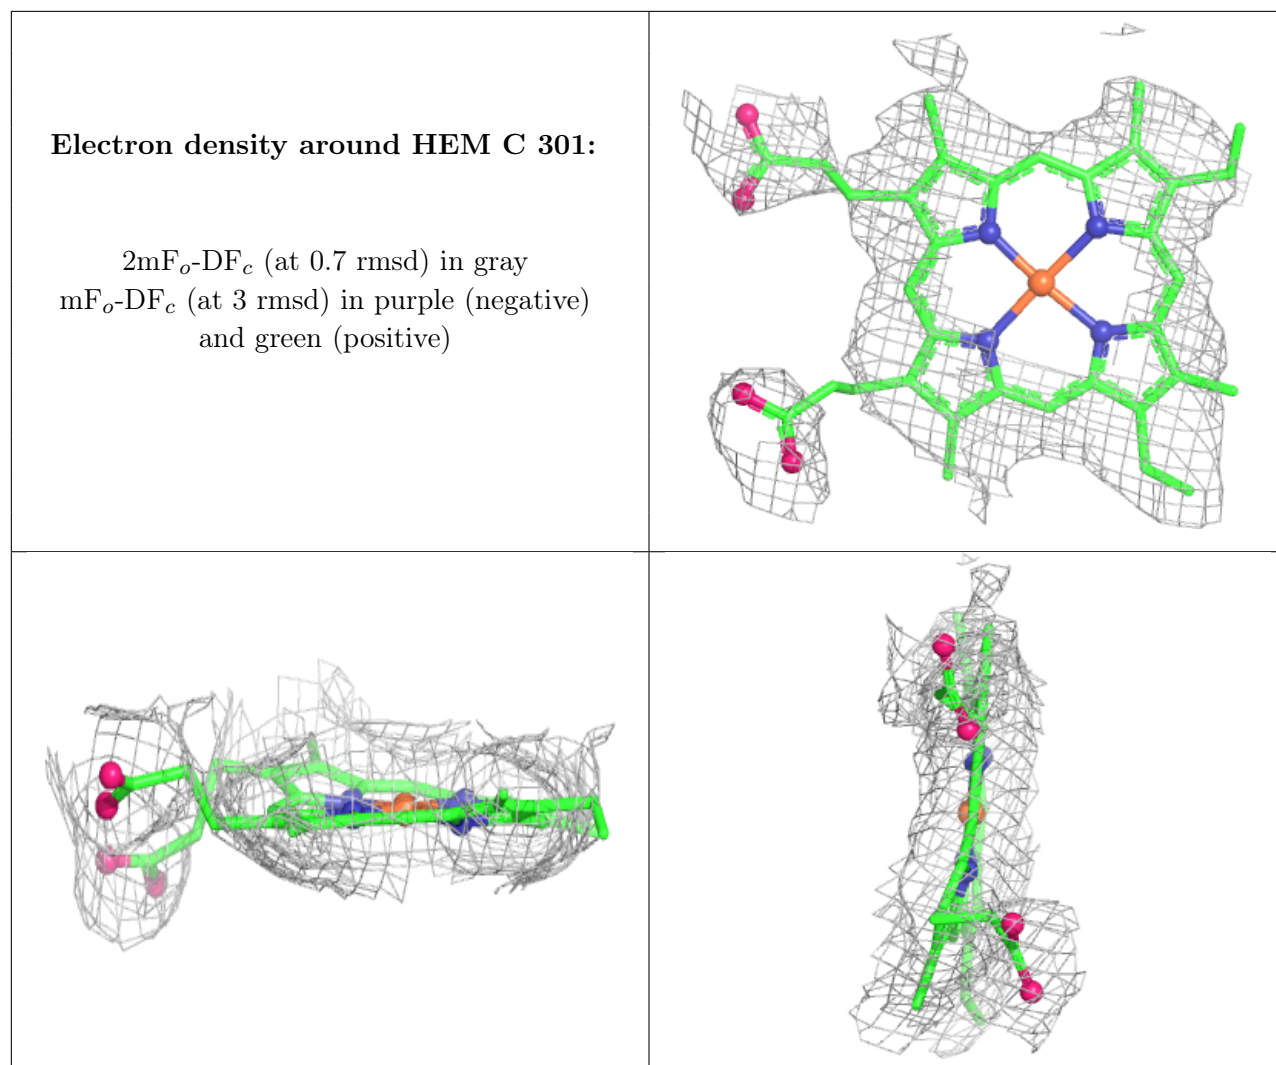 Electron density around HEM C 301:
2mFo-DFc (at 0.7 rmsd) in gray
mFo-DFc (at 3 rmsd) in purple (negative)
and green (positive)